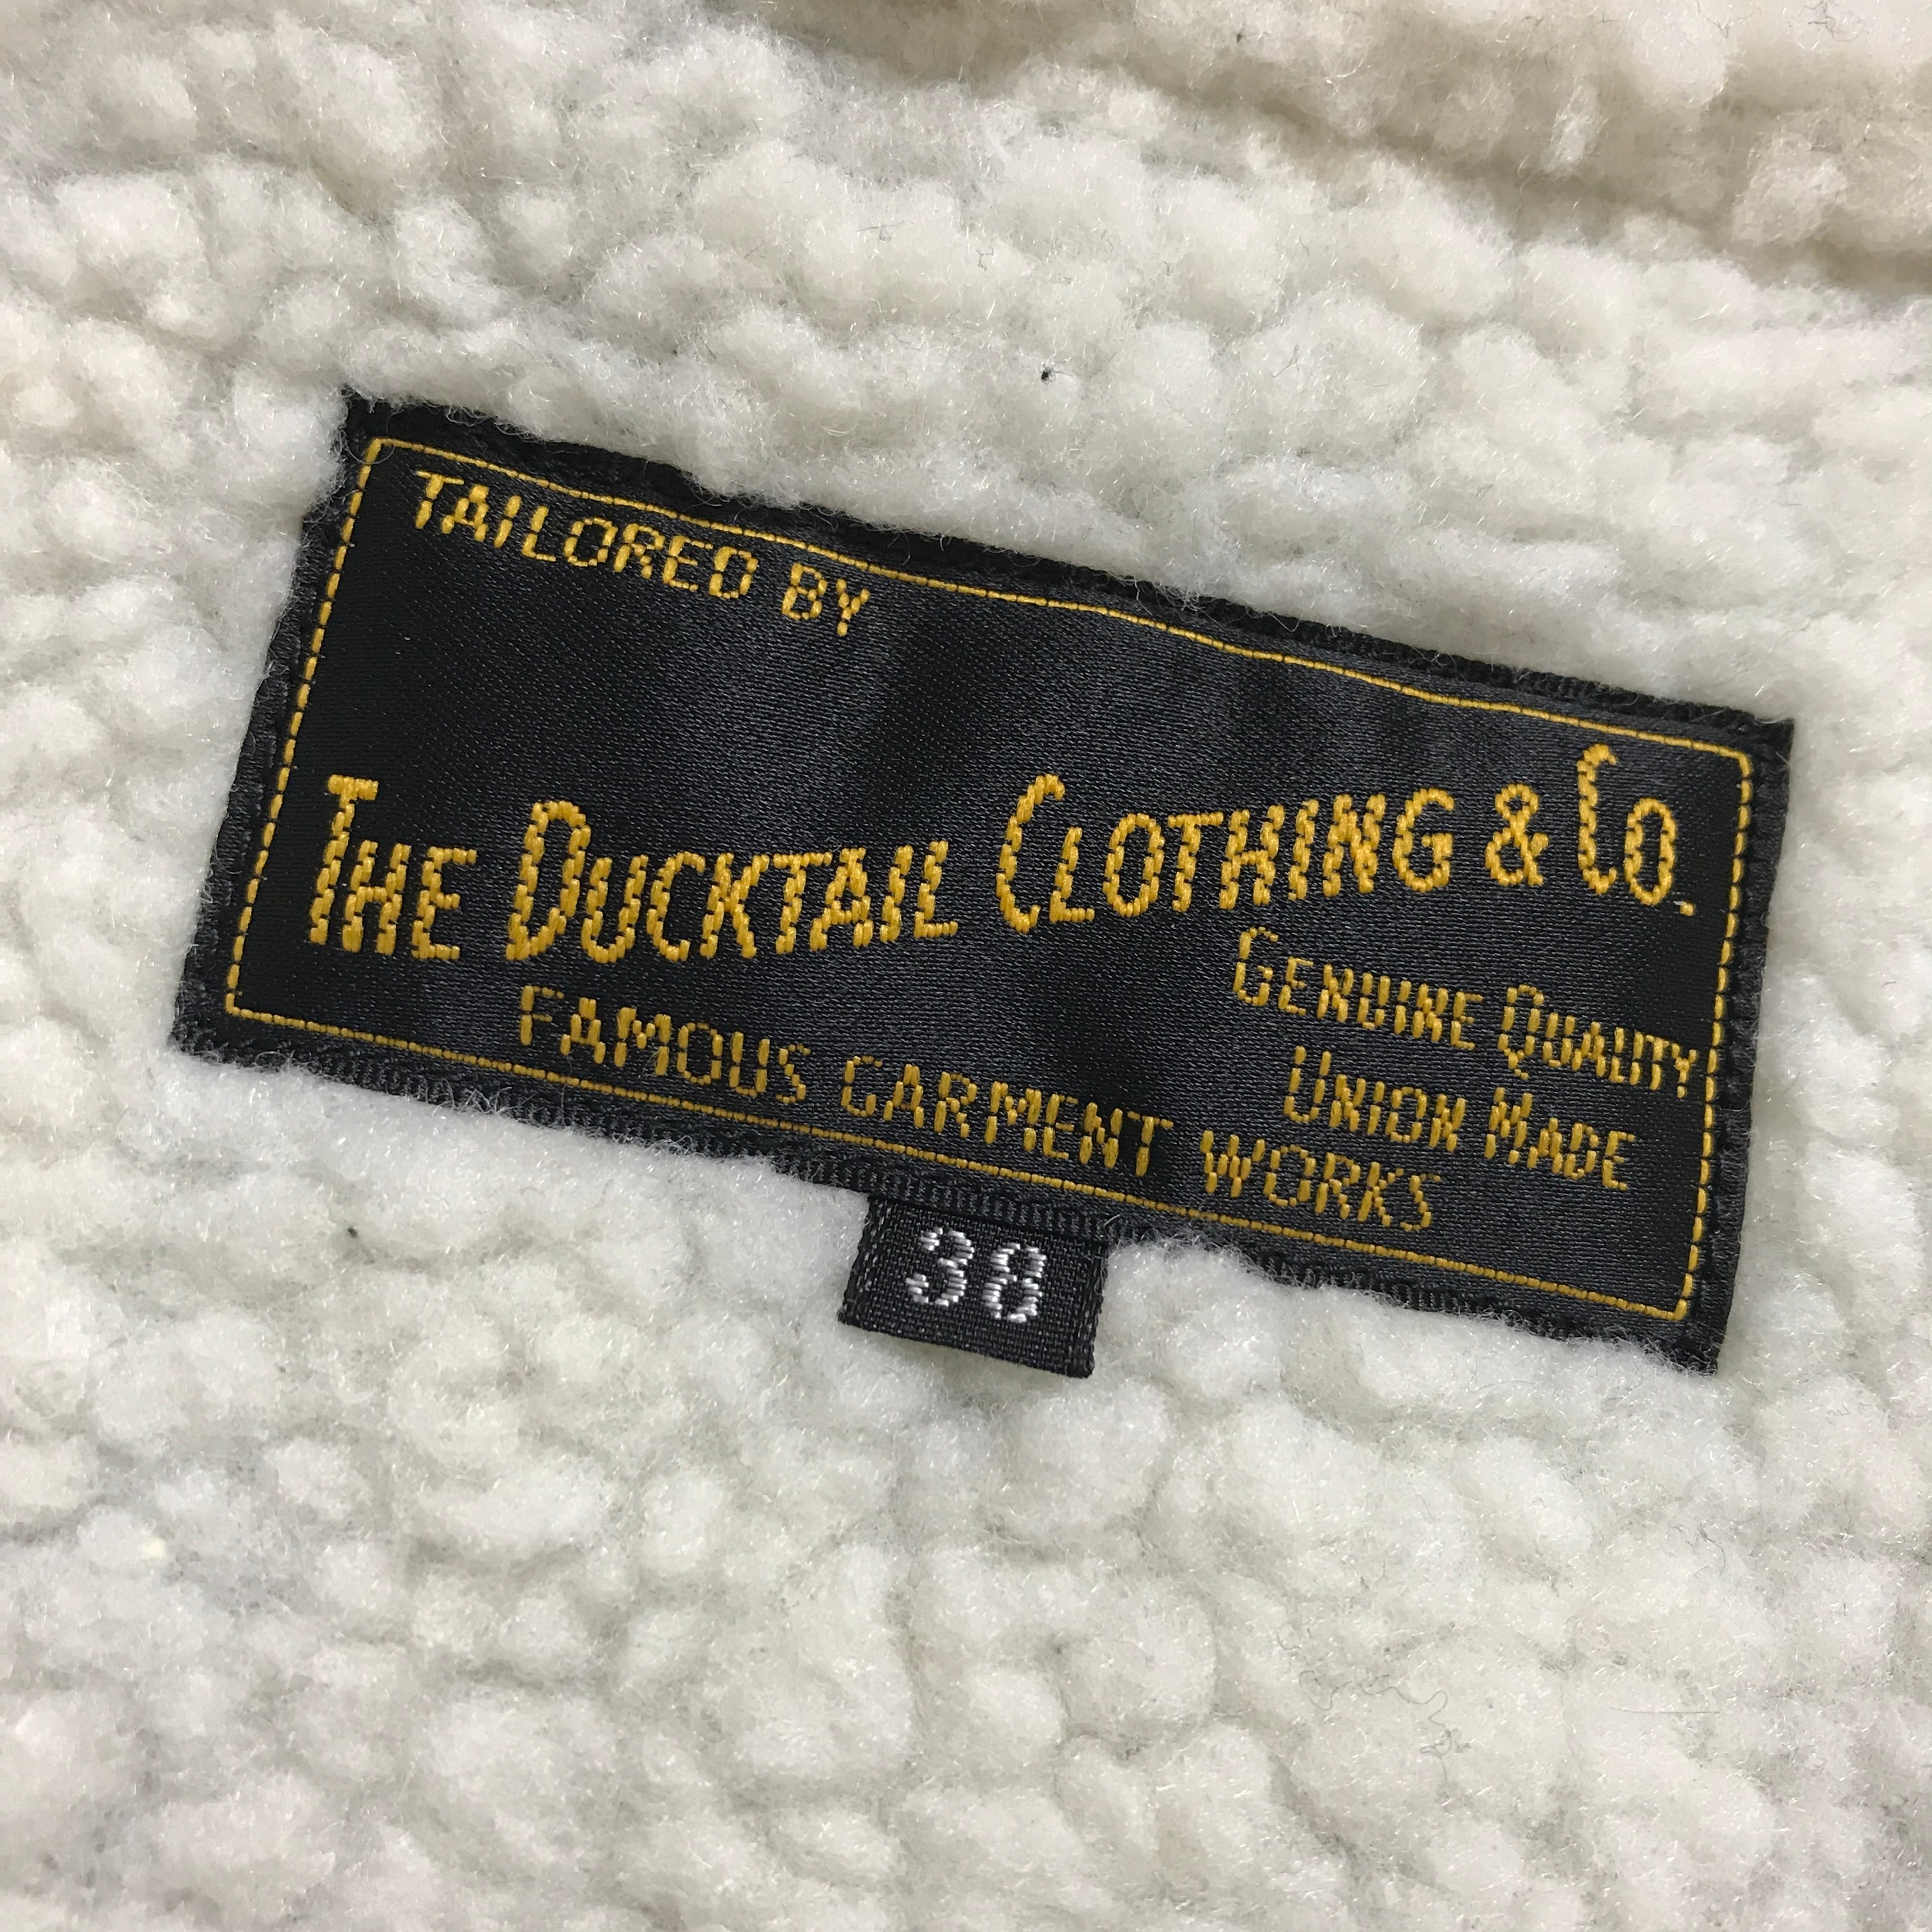 TAILORED BY
THE DUCKTAIL CLOTHING & CO.
GENUINE QUALITY
UNION MADE
FAMOUS GARMENT WORKS
38